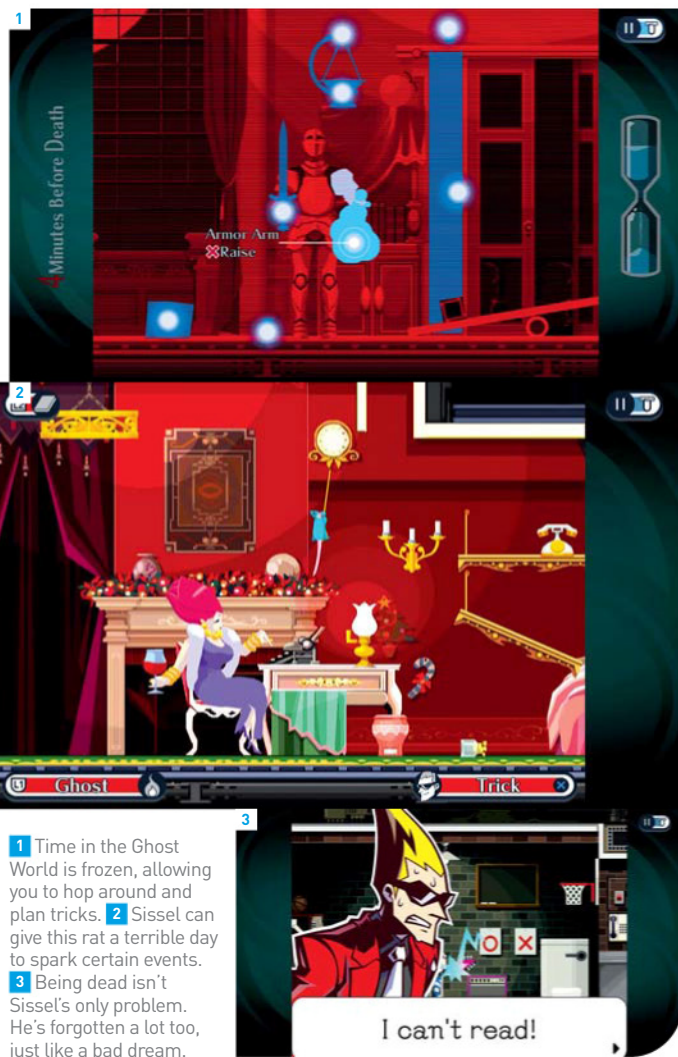 1
4 Minutes Before Death
Armor Arm
Raise
2
L1
Ghost
Trick
3
I can't read!
1 Time in the Ghost
World is frozen, allowing
you to hop around and
plan tricks. 2 Sissel can
give this rat a terrible day
to spark certain events.
3 Being dead isn't
Sissel's only problem.
He's forgotten a lot too,
just like a bad dream.